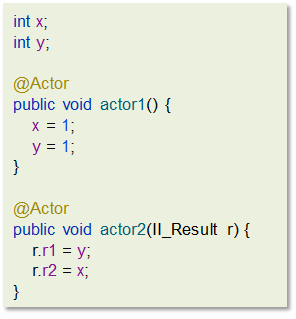 int x;
int y;

@Actor
public void actor1() {
    x = 1;
    y = 1;
}

@Actor
public void actor2(II_Result r) {
    r.r1 = y;
    r.r2 = x;
}